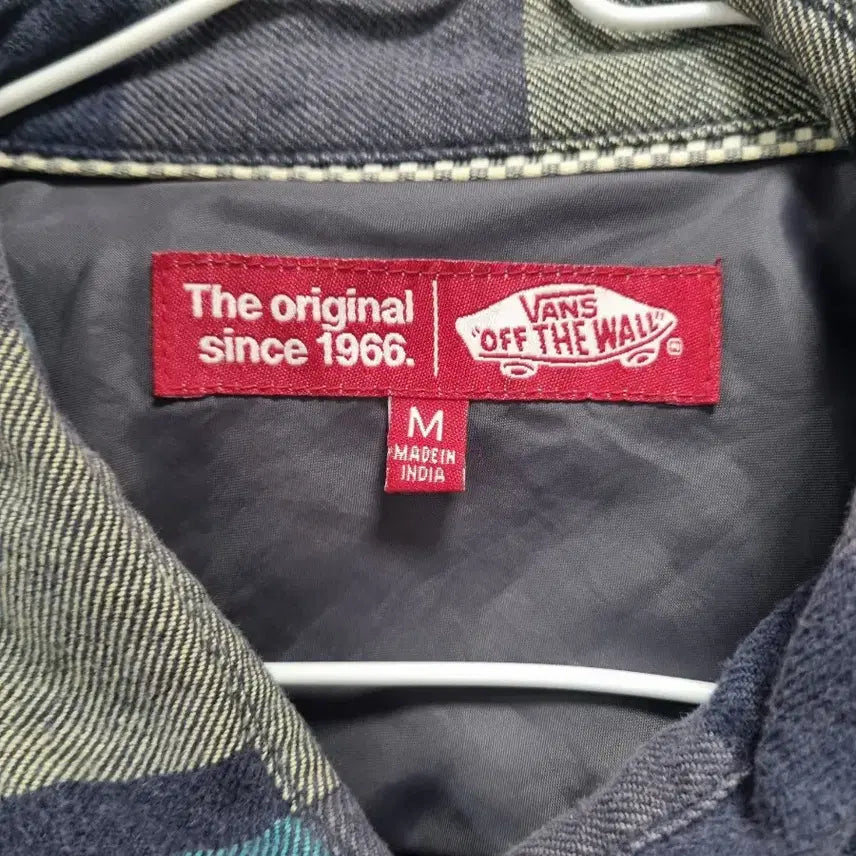 The original
since 1966.
VANS
"OFF THE WALL"
M
MADE IN
INDIA